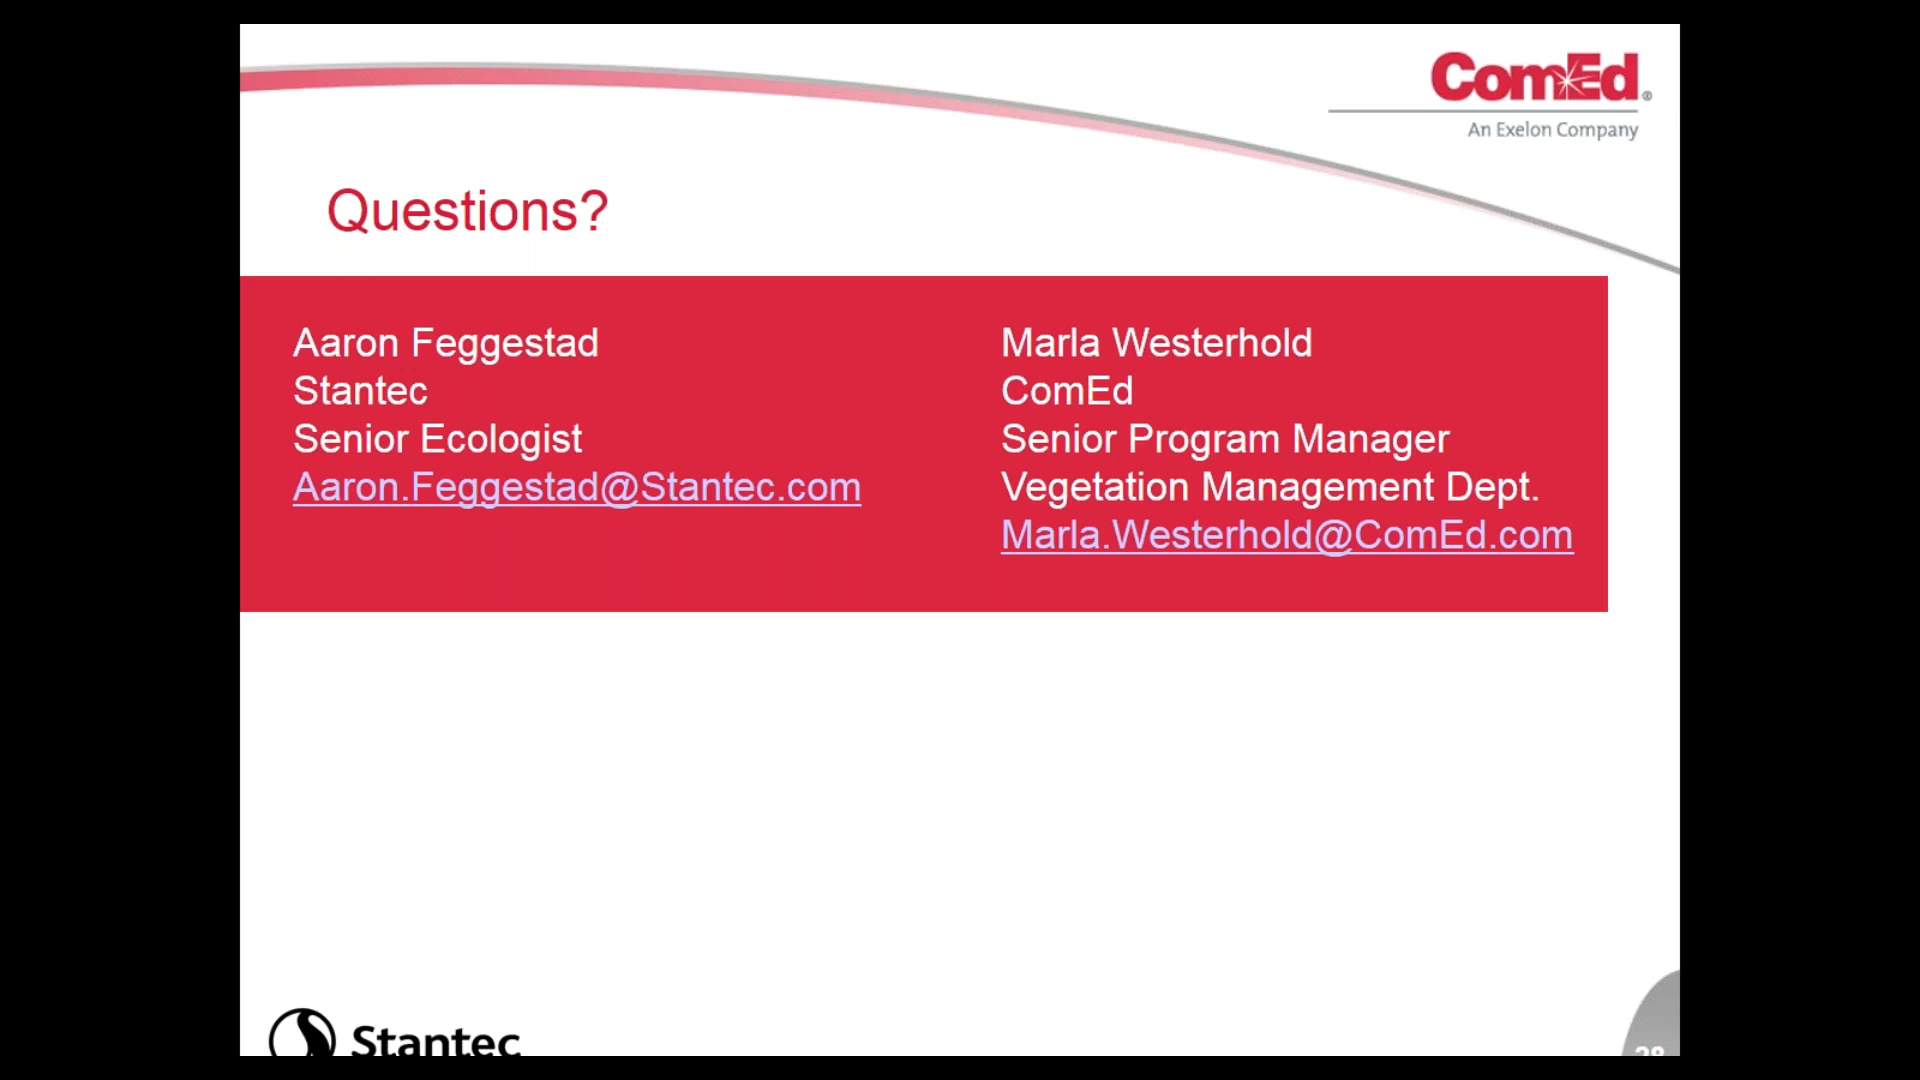 ComEd®
An Exelon Company
Questions?
Aaron Feggestad
Stantec
Senior Ecologist
Aaron.Feggestad@Stantec.com
Marla Westerhold
ComEd
Senior Program Manager
Vegetation Management Dept.
Marla.Westerhold@ComEd.com
Stantec